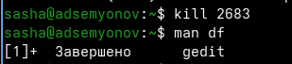 sasha@adsemyonov:~$ kill 2683
sasha@adsemyonov:~$ man df
[1]+  Завершено      gedit